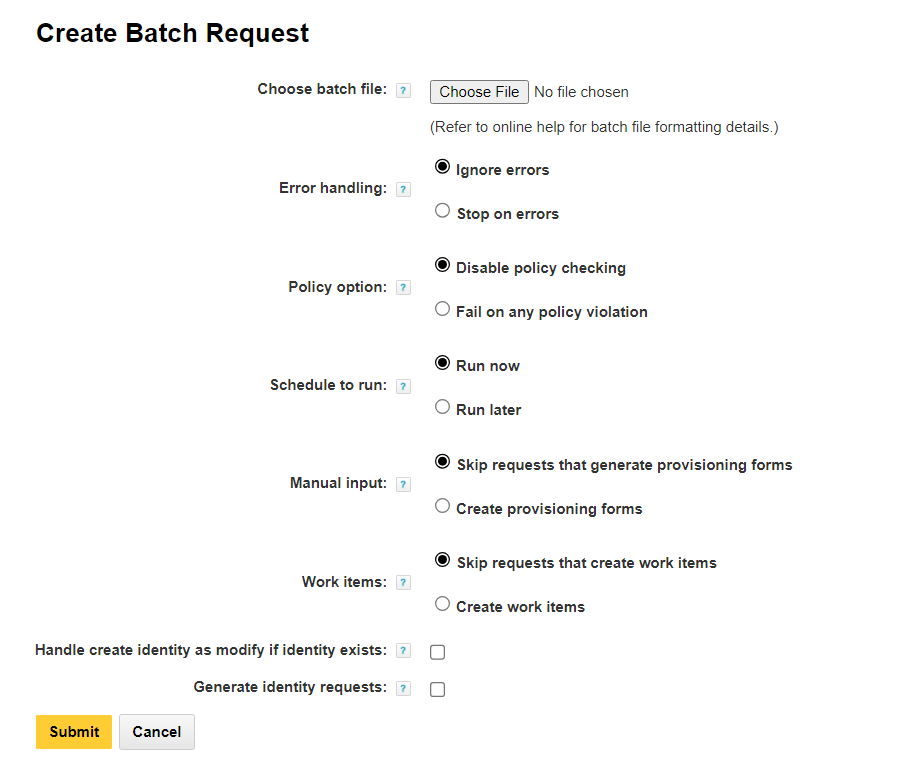 Create Batch Request
Choose batch file: ? Choose File No file chosen
(Refer to online help for batch file formatting details.)
Ignore errors
Error handling: ?
Stop on errors
Disable policy checking
Policy option: ?
Fail on any policy violation
Run now
Schedule to run: ?
Run later
Skip requests that generate provisioning forms
Manual input: ?
Create provisioning forms
Skip requests that create work items
Work items: ?
Create work items
Handle create identity as modify if identity exists: ?
Generate identity requests: ?
Submit Cancel